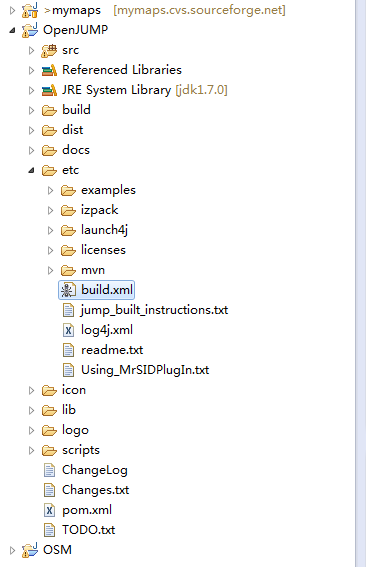 >mymaps [mymaps.cvs.sourceforge.net]
OpenJUMP
src
Referenced Libraries
JRE System Library [jdk1.7.0]
build
dist
docs
etc
examples
izpack
launch4j
licenses
mvn
build.xml
jump_built_instructions.txt
log4j.xml
readme.txt
Using_MrSIDPlugIn.txt
icon
lib
logo
scripts
ChangeLog
Changes.txt
pom.xml
TODO.txt
OSM